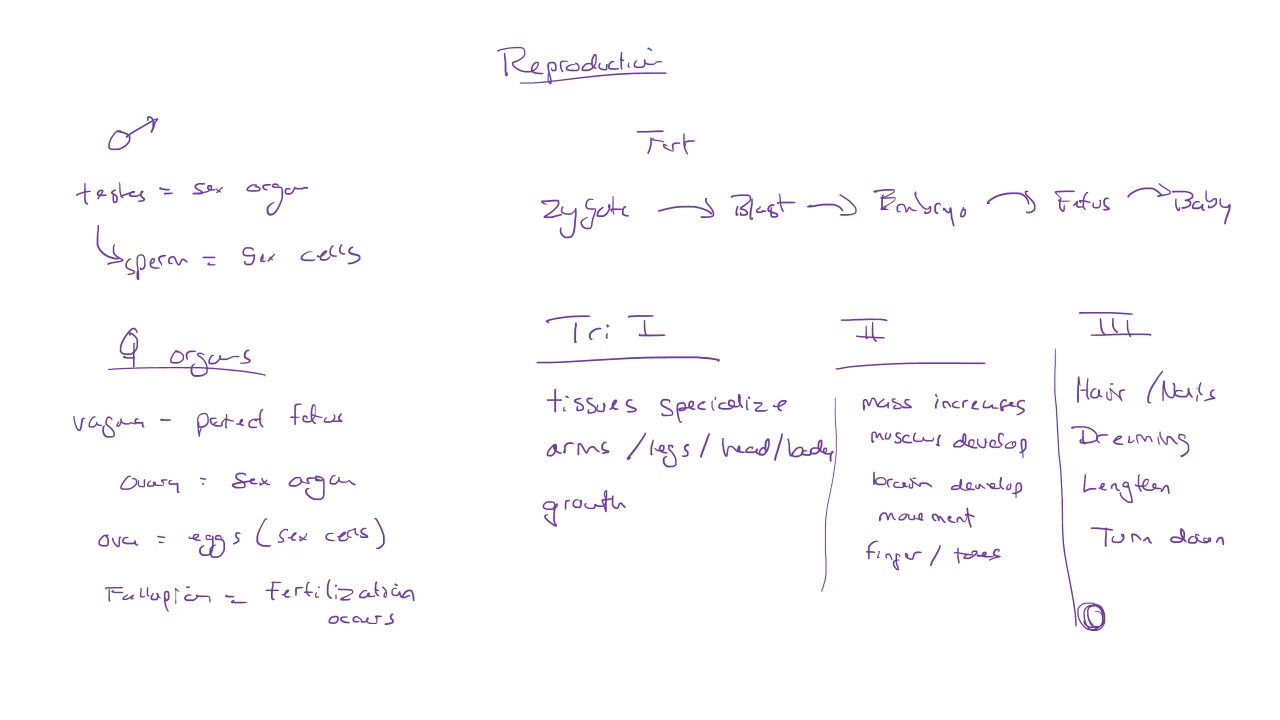 Reproduction
testes = sex organ
sperm = sex cells
organs
vagina - fetus
ovary = sex organ
ova = eggs (sex cells)
Fallopian = Fertilization
occurs
Zygote Blast Embryo Fetus Baby
Tri I
tissues specialize
arms / legs / head / body
growth
II
mass increases
muscles develop
brain develop
movement
finger / toes
III
Hair / Nails
Dreaming
Lengthen
Turn down